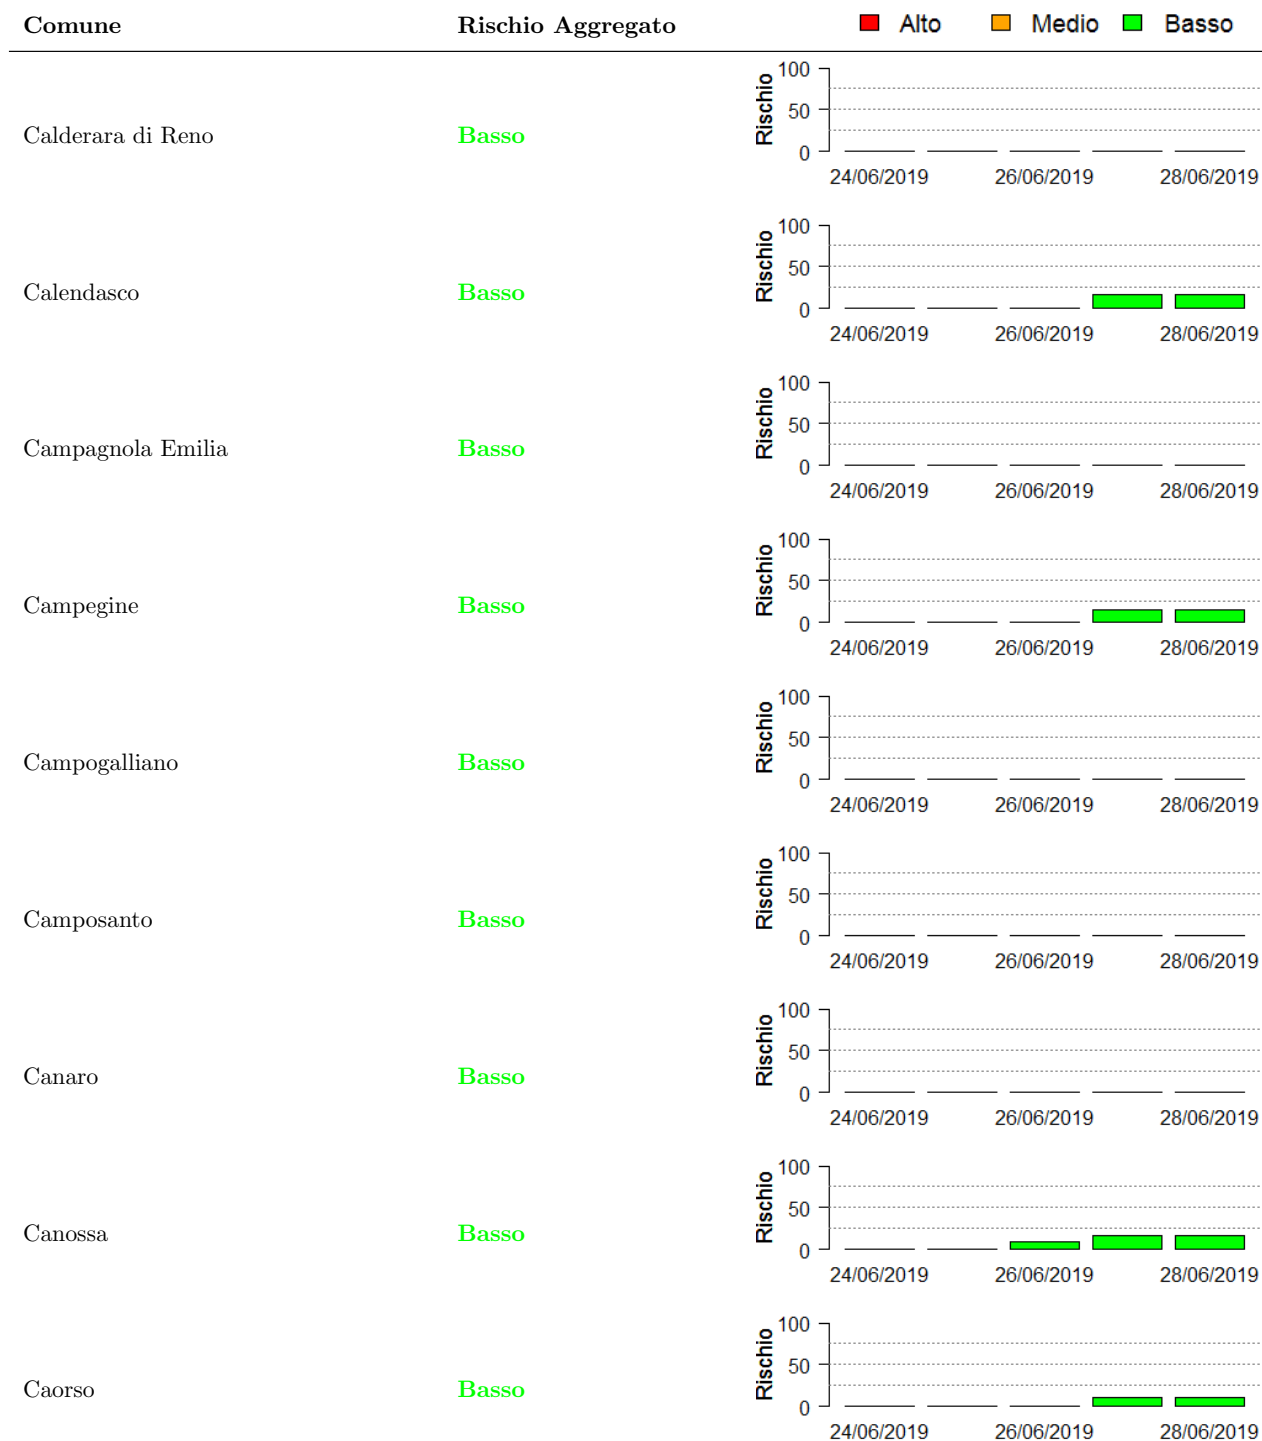 Comune Rischio Aggregato Alto Medio Basso
100
50
0
Rischio
Calderara di Reno Basso
24/06/2019 26/06/2019 28/06/2019
100
50
0
Rischio
Calendasco Basso
24/06/2019 26/06/2019 28/06/2019
100
50
0
Rischio
Campagnola Emilia Basso
24/06/2019 26/06/2019 28/06/2019
100
50
0
Rischio
Campegine Basso
24/06/2019 26/06/2019 28/06/2019
100
50
0
Rischio
Campogalliano Basso
24/06/2019 26/06/2019 28/06/2019
100
50
0
Rischio
Camposanto Basso
24/06/2019 26/06/2019 28/06/2019
100
50
0
Rischio
Canaro Basso
24/06/2019 26/06/2019 28/06/2019
100
50
0
Rischio
Canossa Basso
24/06/2019 26/06/2019 28/06/2019
100
50
0
Rischio
Caorso Basso
24/06/2019 26/06/2019 28/06/2019